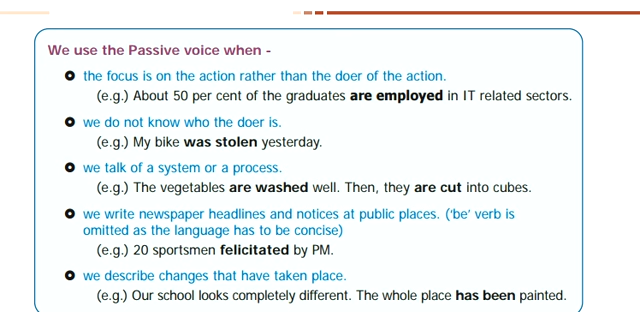 We use the Passive voice when -
the focus is on the action rather than the doer of the action.
(e.g.) About 50 per cent of the graduates are employed in IT related sectors.
we do not know who the doer is.
(e.g.) My bike was stolen yesterday.
we talk of a system or a process.
(e.g.) The vegetables are washed well. Then, they are cut into cubes.
we write newspaper headlines and notices at public places. (‘be’ verb is
omitted as the language has to be concise)
(e.g.) 20 sportsmen felicitated by PM.
we describe changes that have taken place.
(e.g.) Our school looks completely different. The whole place has been painted.